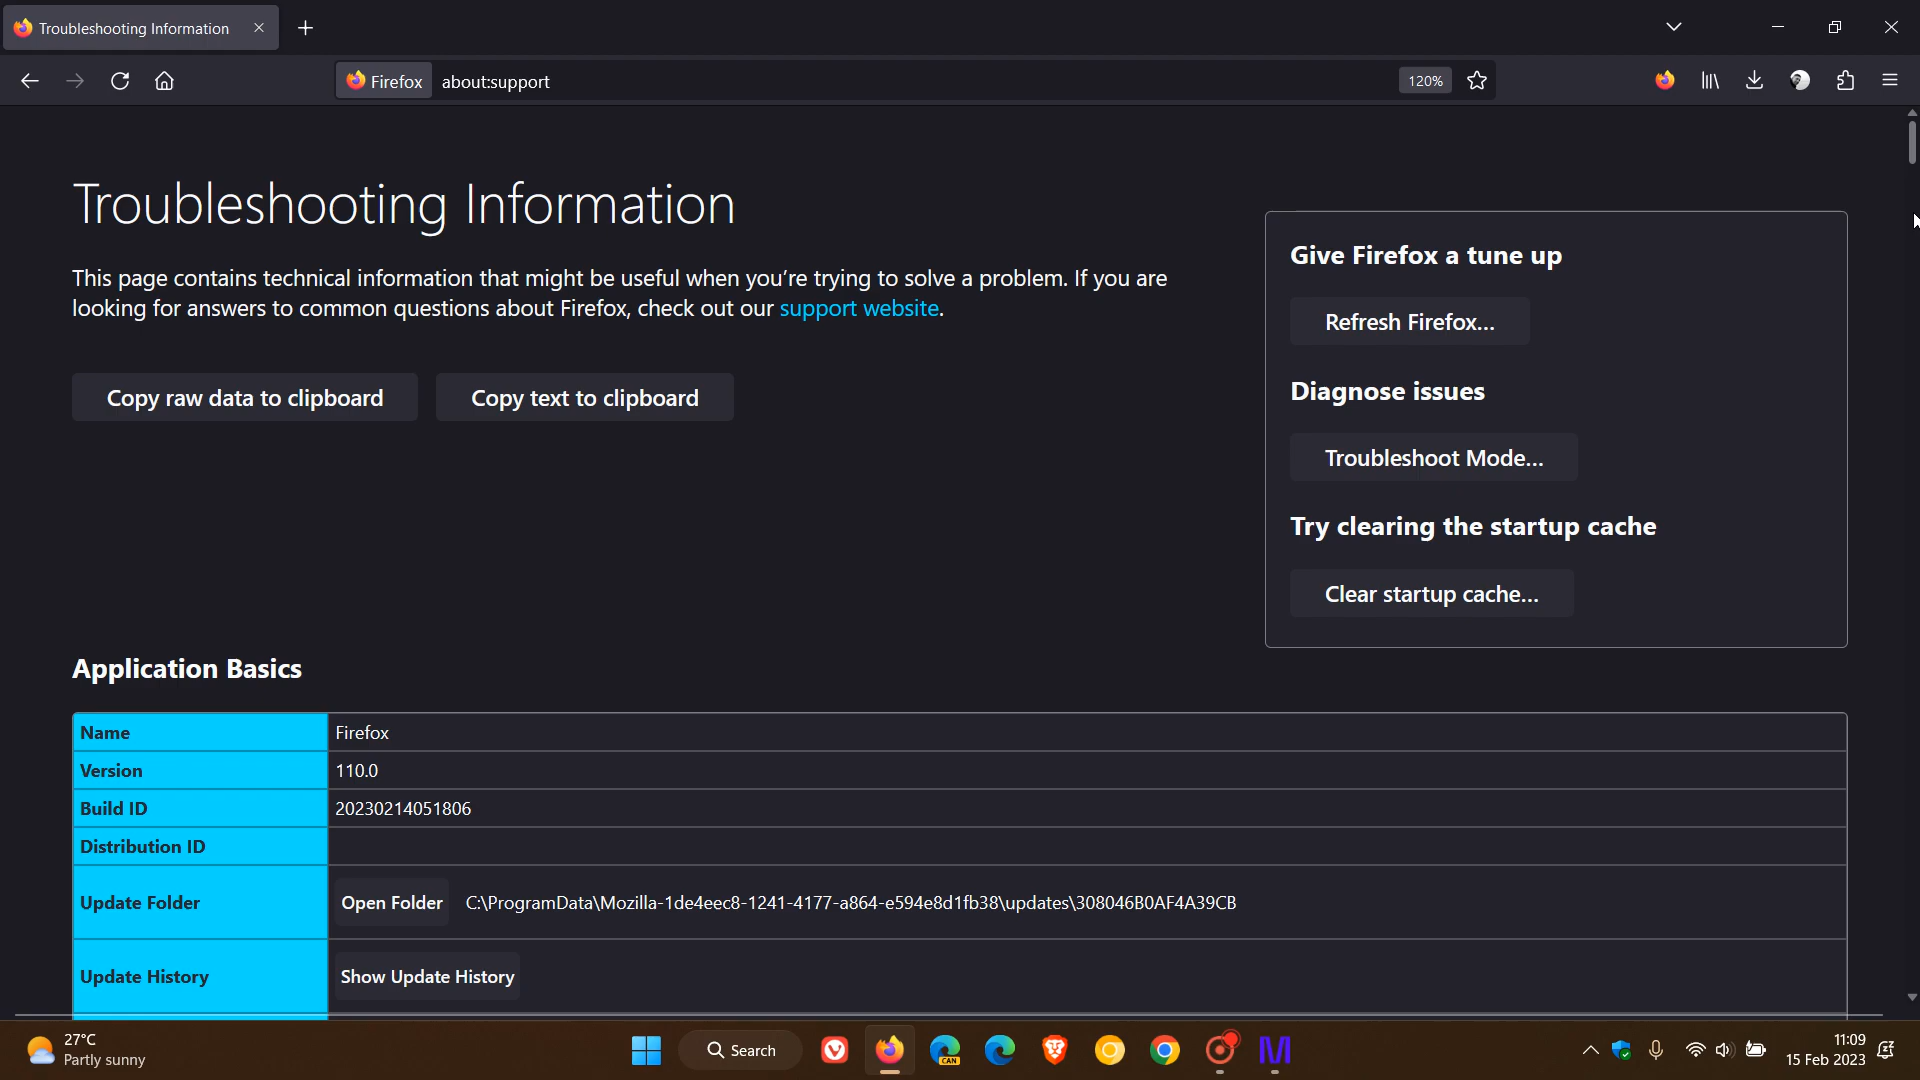 Troubleshooting Information
Firefox
about:support
120%
Troubleshooting Information
This page contains technical information that might be useful when you're trying to solve a problem. If you are
looking for answers to common questions about Firefox, check out our support website.
Copy raw data to clipboard
Copy text to clipboard
Give Firefox a tune up
Refresh Firefox...
Diagnose issues
Troubleshoot Mode...
Try clearing the startup cache
Clear startup cache...
Application Basics
Name Firefox
Version 110.0
Build ID 20230214051806
Distribution ID
Update Folder Open Folder C:\ProgramData\Mozilla-1de4eec8-1241-4177-a864-e594e8d1fb38\updates\308046B0AF4A39CB
Update History Show Update History
27°C
Partly sunny
Search
CAN
11:09
15 Feb 2023